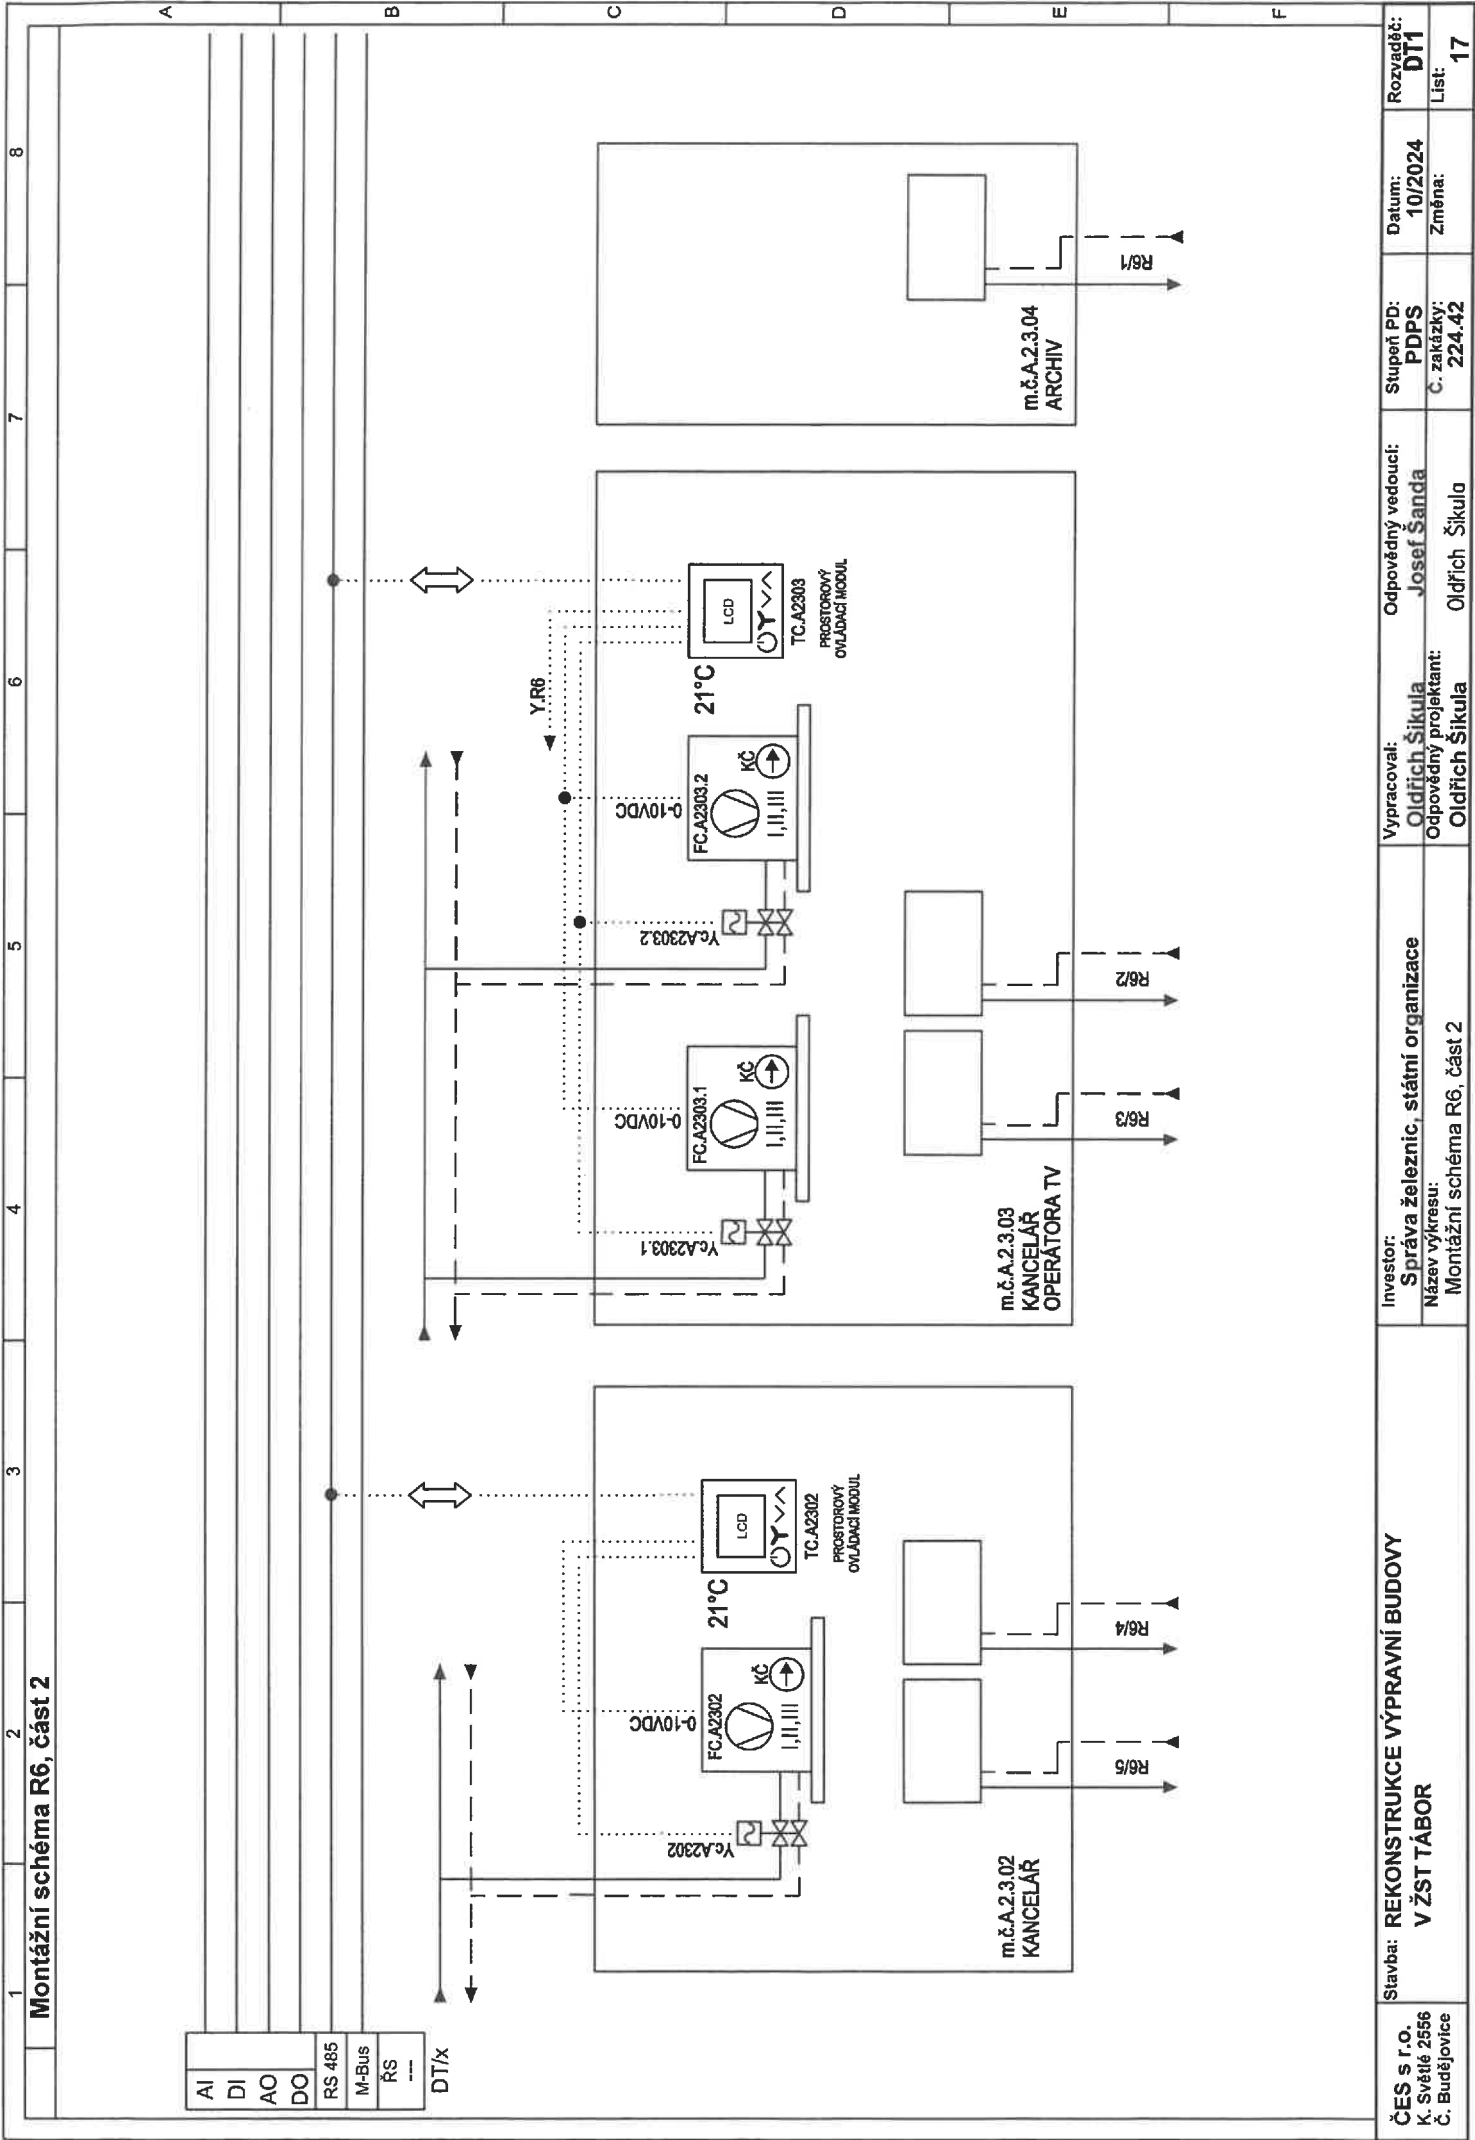 1 2 3 4 5 6 7 8
A
B
C
D
E
F
Montážní schéma R6, část 2
AI
DI
AO
DO
RS 485
M-Bus
ŘS
---
DT/x
Yc.A2302
0-10VDC
FC.A2302
KČ
I,II,III
21°C
LCD
TC.A2302
PROSTOROVÝ
OVLÁDACÍ MODUL
m.č.A.2.3.02
KANCELÁŘ
R6/5
R6/4
Yc.A2303.1
0-10VDC
FC.A2303.1
KČ
I,II,III
Yc.A2303.2
0-10VDC
FC.A2303.2
KČ
I,II,III
Y.R6
21°C
LCD
TC.A2303
PROSTOROVÝ
OVLÁDACÍ MODUL
m.č.A.2.3.03
KANCELÁŘ
OPERÁTORA TV
R6/3
R6/2
m.č.A.2.3.04
ARCHIV
R6/1
ČES s r.o.
K. Světlé 2556
Č. Budějovice
Stavba: REKONSTRUKCE VÝPRAVNÍ BUDOVY
V ŽST TÁBOR
Investor:
Správa železnic, státní organizace
Název výkresu:
Montážní schéma R6, část 2
Vypracoval:
Oldřich Šikula
Odpovědný projektant:
Oldřich Šikula
Odpovědný vedoucí:
Josef Šanda
Oldřich Šikula
Stupeň PD:
PDPS
Č. zakázky:
224.42
Datum:
10/2024
Změna:
Rozvaděč:
DT1
List:
17